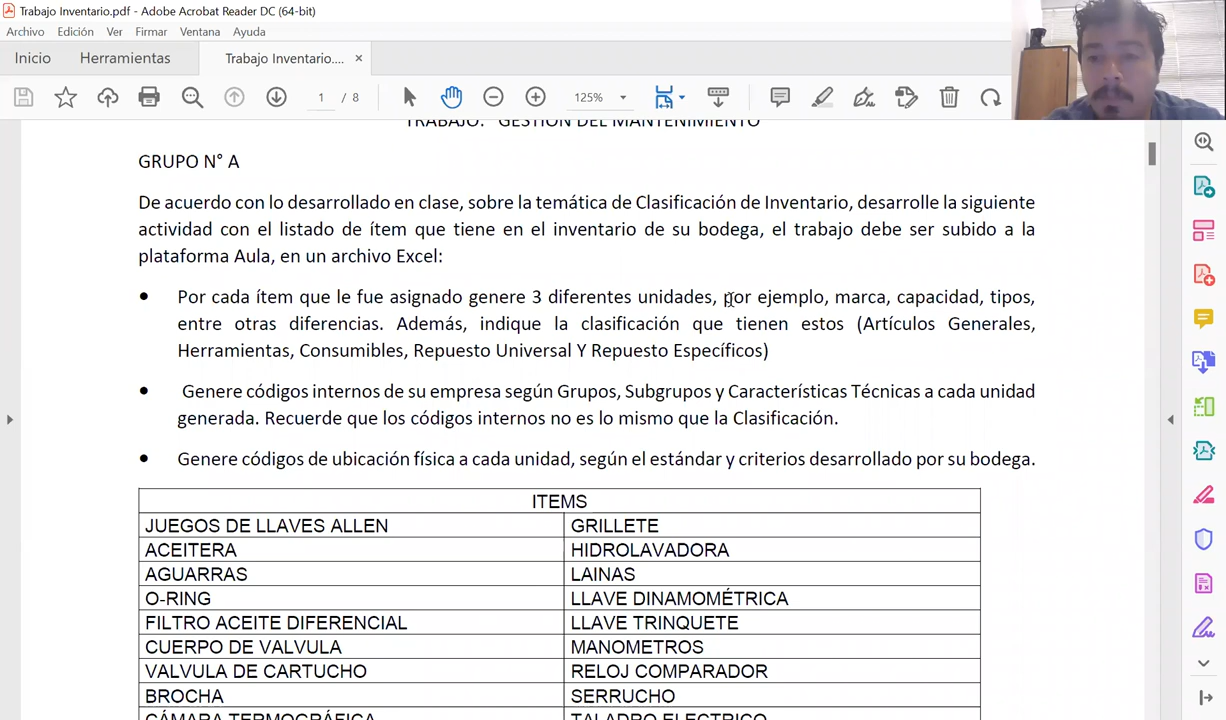 Trabajo Inventario.pdf - Adobe Acrobat Reader DC (64-bit)
Archivo Edición Ver Firmar Ventana Ayuda
Inicio Herramientas Trabajo Inventario.... ×
1 / 8 125%
TRABAJO: "GESTIÓN DEL MANTENIMIENTO"
GRUPO N° A
De acuerdo con lo desarrollado en clase, sobre la temática de Clasificación de Inventario, desarrolle la siguiente
actividad con el listado de ítem que tiene en el inventario de su bodega, el trabajo debe ser subido a la
plataforma Aula, en un archivo Excel:
• Por cada ítem que le fue asignado genere 3 diferentes unidades, por ejemplo, marca, capacidad, tipos,
entre otras diferencias. Además, indique la clasificación que tienen estos (Artículos Generales,
Herramientas, Consumibles, Repuesto Universal Y Repuesto Específicos)
• Genere códigos internos de su empresa según Grupos, Subgrupos y Características Técnicas a cada unidad
generada. Recuerde que los códigos internos no es lo mismo que la Clasificación.
• Genere códigos de ubicación física a cada unidad, según el estándar y criterios desarrollado por su bodega.
ITEMS
JUEGOS DE LLAVES ALLEN GRILLETE
ACEITERA HIDROLAVADORA
AGUARRAS LAINAS
O-RING LLAVE DINAMOMÉTRICA
FILTRO ACEITE DIFERENCIAL LLAVE TRINQUETE
CUERPO DE VALVULA MANOMETROS
VALVULA DE CARTUCHO RELOJ COMPARADOR
BROCHA SERRUCHO
CÁMARA TERMOGRÁFICA TALADRO ELECTRICO